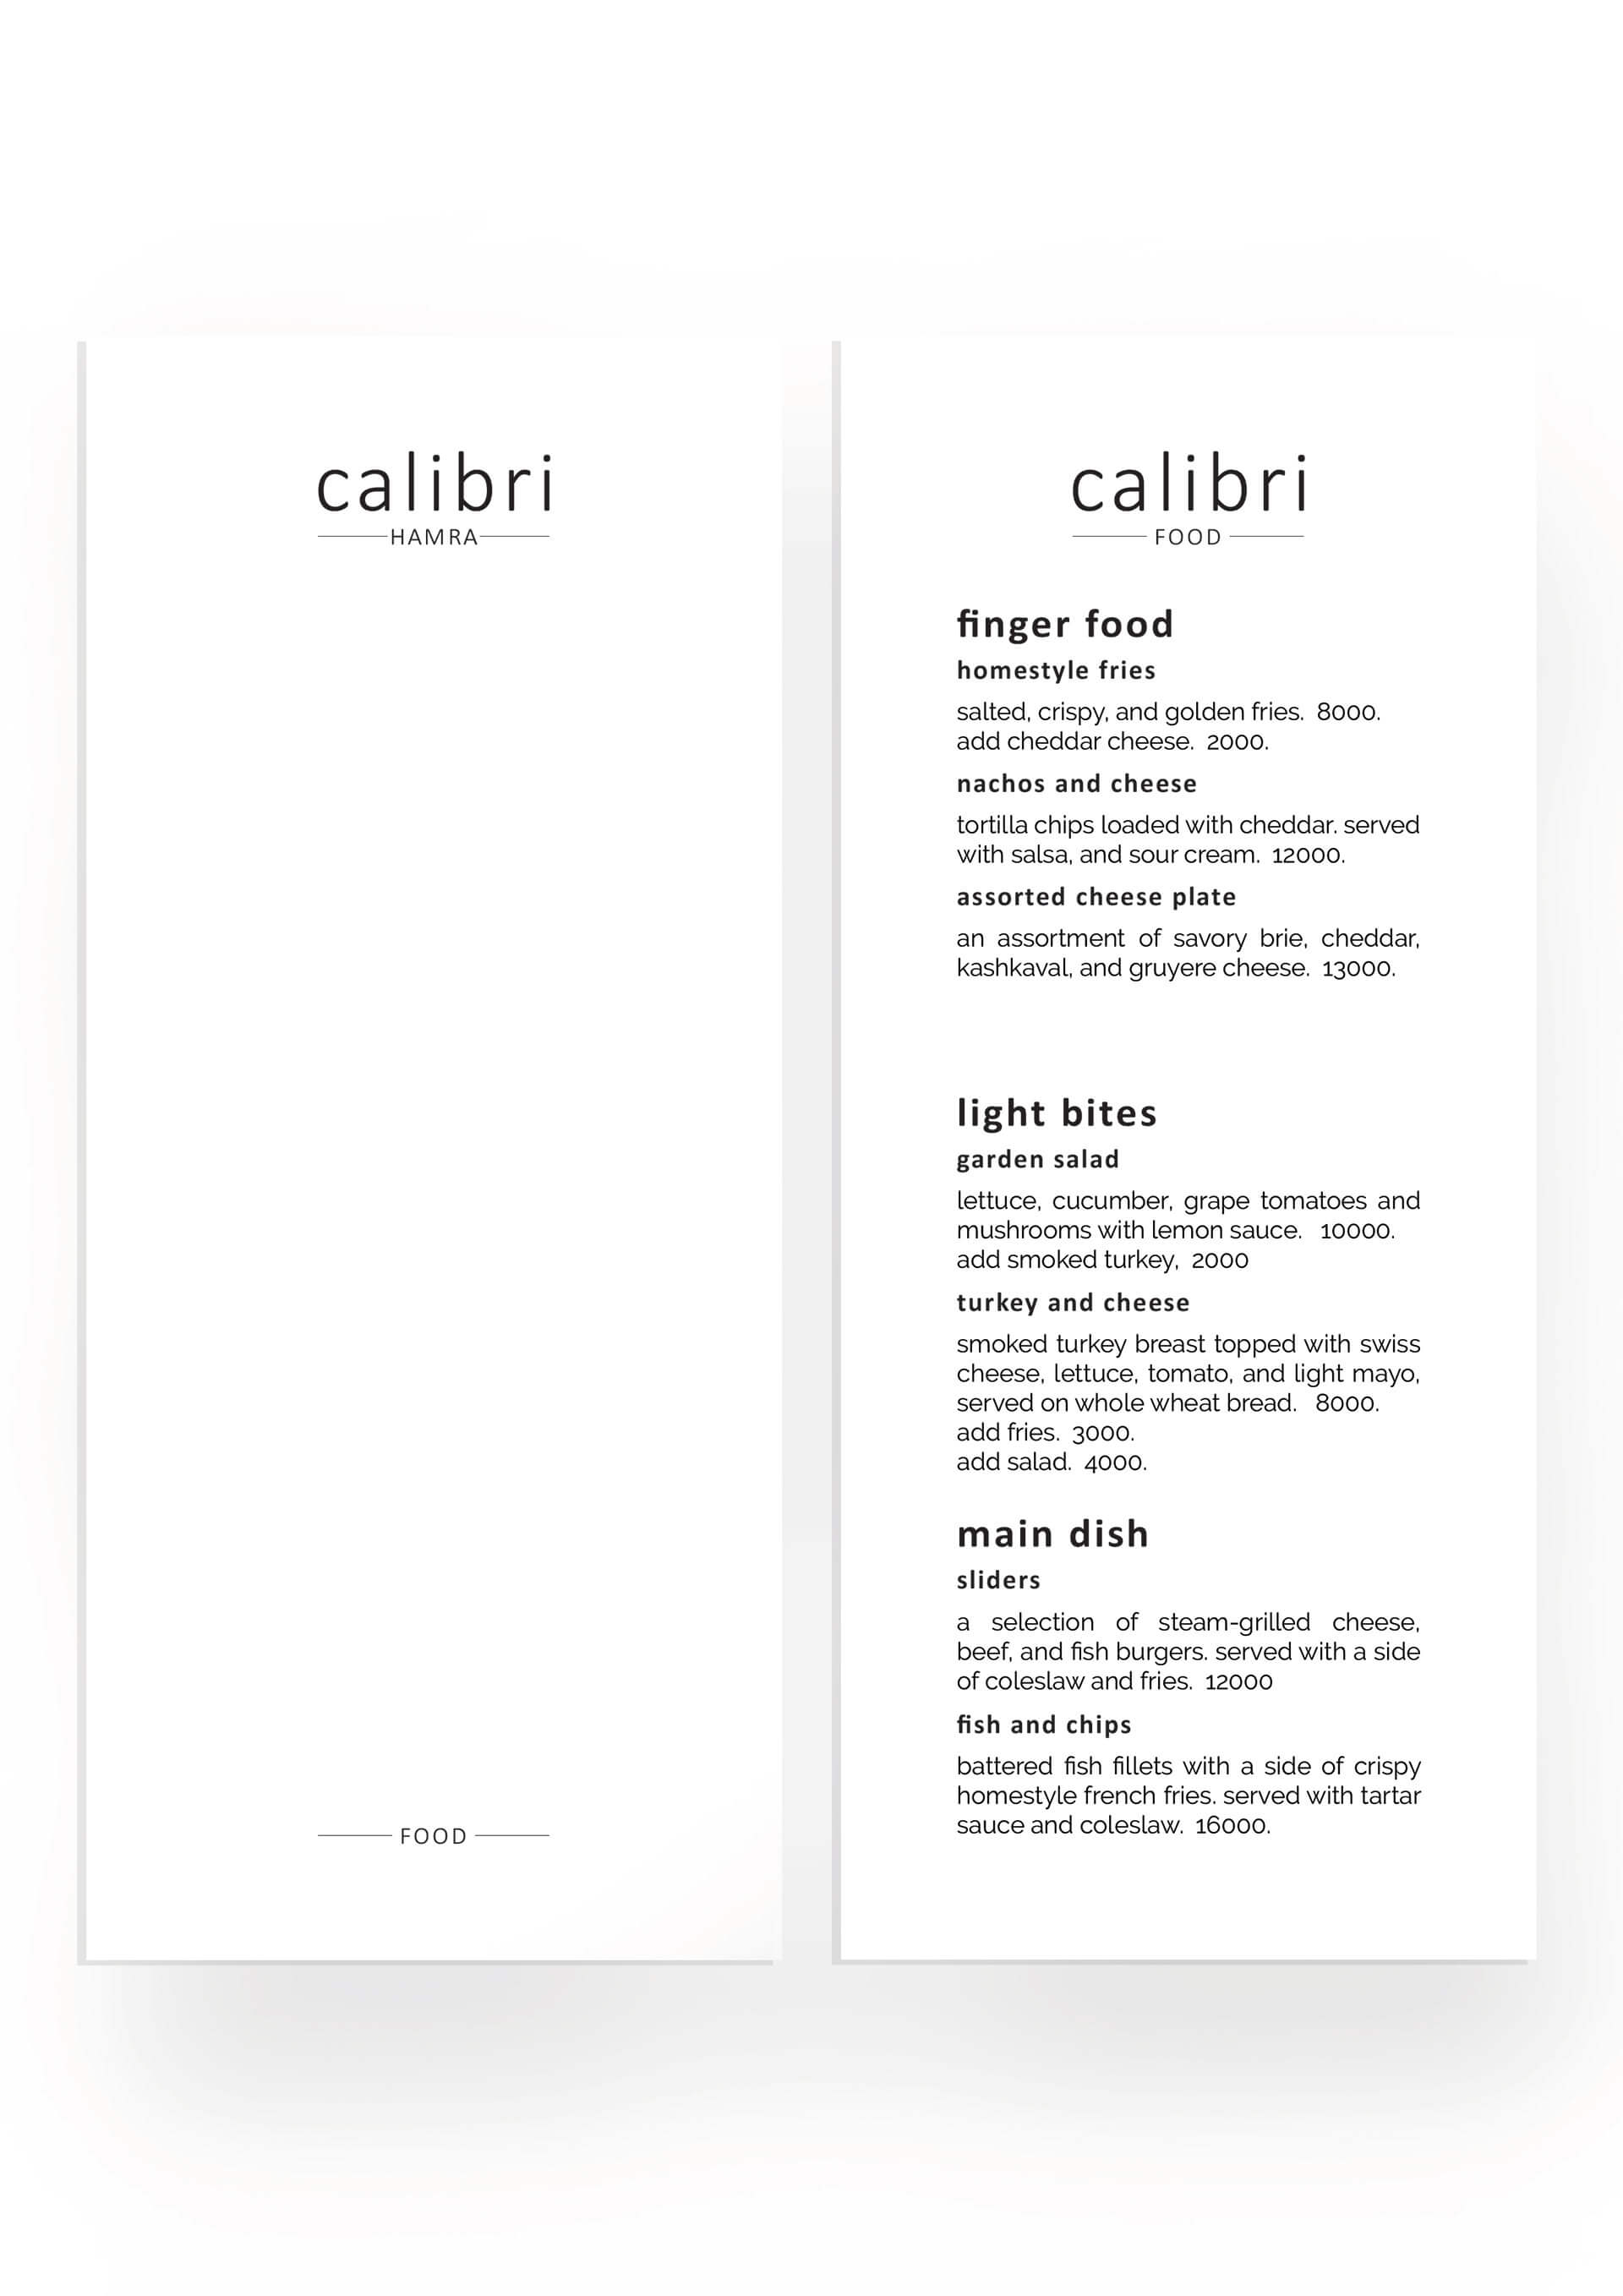 calibri
HAMRA
FOOD
calibri
FOOD
finger food
homestyle fries
salted, crispy, and golden fries. 8000.
add cheddar cheese. 2000.
nachos and cheese
tortilla chips loaded with cheddar. served
with salsa, and sour cream. 12000.
assorted cheese plate
an assortment of savory brie, cheddar,
kashkaval, and gruyere cheese. 13000.
light bites
garden salad
lettuce, cucumber, grape tomatoes and
mushrooms with lemon sauce. 10000.
add smoked turkey, 2000
turkey and cheese
smoked turkey breast topped with swiss
cheese, lettuce, tomato, and light mayo,
served on whole wheat bread. 8000.
add fries. 3000.
add salad. 4000.
main dish
sliders
a selection of steam-grilled cheese,
beef, and fish burgers. served with a side
of coleslaw and fries. 12000
fish and chips
battered fish fillets with a side of crispy
homestyle french fries. served with tartar
sauce and coleslaw. 16000.